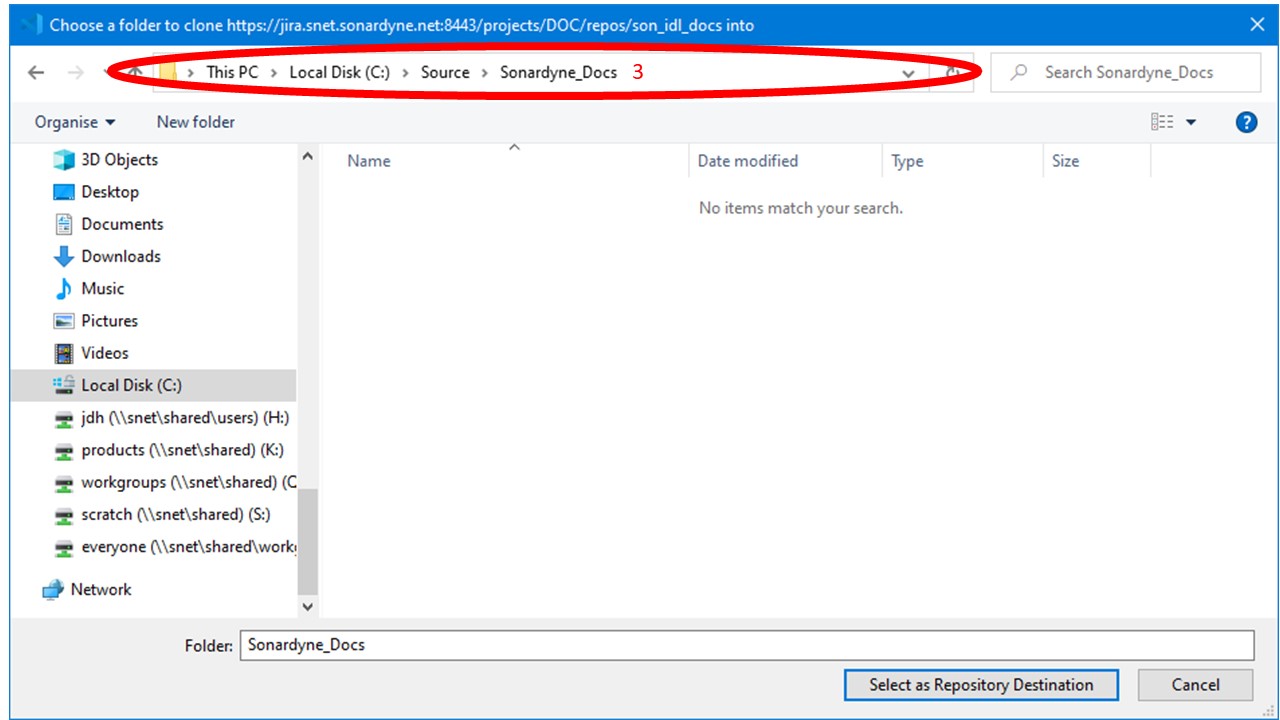 Choose a folder to clone https://jira.snet.sonardyne.net:8443/projects/DOC/repos/son_idl_docs into
This PC > Local Disk (C:) > Source > Sonardyne_Docs 3
Search Sonardyne_Docs
Organise New folder
?
3D Objects
Desktop
Documents
Downloads
Music
Pictures
Videos
Local Disk (C:)
jdh (\\snet\shared\users) (H:)
products (\\snet\shared) (K:)
workgroups (\\snet\shared) (
scratch (\\snet\shared) (S:)
everyone (\\snet\shared\work
Network
Name Date modified Type Size
No items match your search.
Folder: Sonardyne_Docs
Select as Repository Destination Cancel